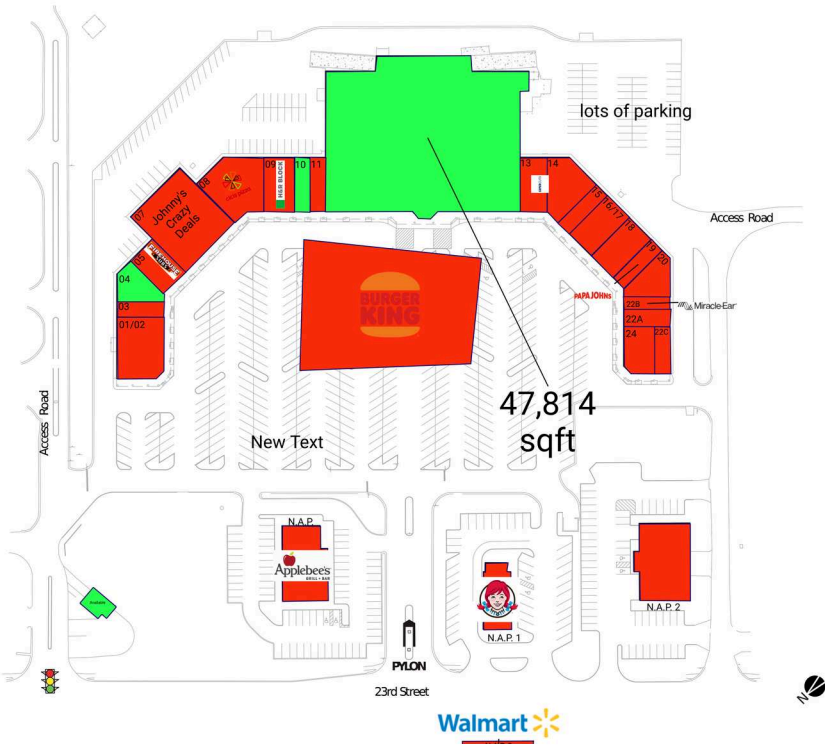 lots of parking
09
H&R BLOCK
10
11
13
14
08
07
Johnny's
Crazy
Deals
15
16/17
18
19
20
Access Road
FIREHOUSE
SUBS
05
04
03
01/02
BURGER
KING
PAPA JOHNS
22B
Miracle-Ear
22A
24
22C
47,814
sqft
Access Road
New Text
N.A.P.
Applebee's
GRILL + BAR
N.A.P. 1
N.A.P. 2
PYLON
23rd Street
N
Walmart